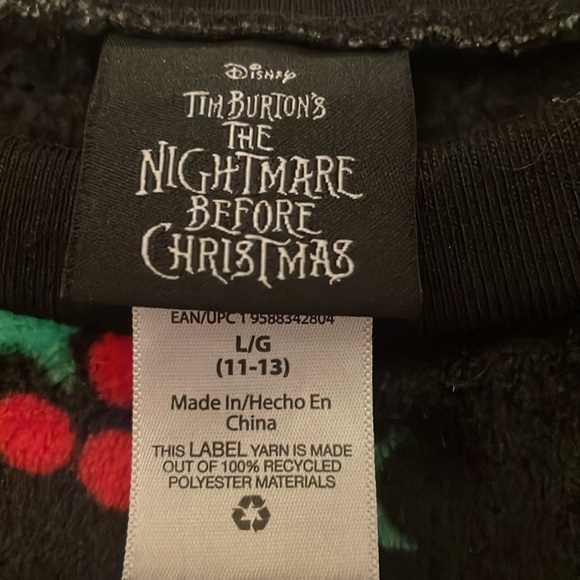 Disney
TIM BURTON'S
THE
NIGHTMARE
BEFORE
CHRISTMAS
EAN/UPC 1 9588342804
L/G
(11-13)
Made In/Hecho En
China
THIS LABEL YARN IS MADE
OUT OF 100% RECYCLED
POLYESTER MATERIALS